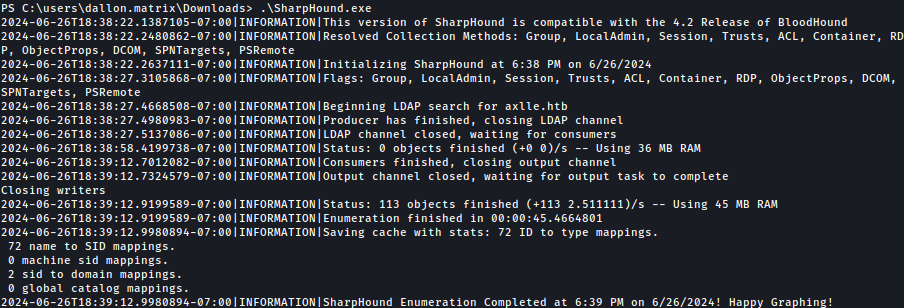 PS C:\users\dallon.matrix\Downloads> .\SharpHound.exe
2024-06-26T18:38:22.1387105-07:00|INFORMATION|This version of SharpHound is compatible with the 4.2 Release of BloodHound
2024-06-26T18:38:22.2480862-07:00|INFORMATION|Resolved Collection Methods: Group, LocalAdmin, Session, Trusts, ACL, Container, RD
P, ObjectProps, DCOM, SPNTargets, PSRemote
2024-06-26T18:38:22.2637111-07:00|INFORMATION|Initializing SharpHound at 6:38 PM on 6/26/2024
2024-06-26T18:38:27.3105868-07:00|INFORMATION|Flags: Group, LocalAdmin, Session, Trusts, ACL, Container, RDP, ObjectProps, DCOM,
SPNTargets, PSRemote
2024-06-26T18:38:27.4668508-07:00|INFORMATION|Beginning LDAP search for axlle.htb
2024-06-26T18:38:27.4980983-07:00|INFORMATION|Producer has finished, closing LDAP channel
2024-06-26T18:38:27.5137086-07:00|INFORMATION|LDAP channel closed, waiting for consumers
2024-06-26T18:38:58.4199738-07:00|INFORMATION|Status: 0 objects finished (+0 0)/s -- Using 36 MB RAM
2024-06-26T18:39:12.7012082-07:00|INFORMATION|Consumers finished, closing output channel
2024-06-26T18:39:12.7324579-07:00|INFORMATION|Output channel closed, waiting for output task to complete
Closing writers
2024-06-26T18:39:12.9199589-07:00|INFORMATION|Status: 113 objects finished (+113 2.511111)/s -- Using 45 MB RAM
2024-06-26T18:39:12.9199589-07:00|INFORMATION|Enumeration finished in 00:00:45.4664801
2024-06-26T18:39:12.9980894-07:00|INFORMATION|Saving cache with stats: 72 ID to type mappings.
72 name to SID mappings.
0 machine sid mappings.
2 sid to domain mappings.
0 global catalog mappings.
2024-06-26T18:39:12.9980894-07:00|INFORMATION|SharpHound Enumeration Completed at 6:39 PM on 6/26/2024! Happy Graphing!